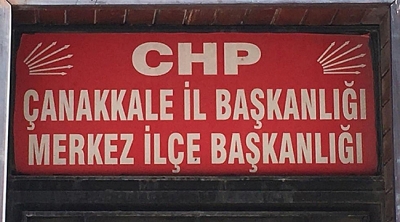 CHP
ÇANAKKALE İL BAŞKANLIĞI
MERKEZ İLÇE BAŞKANLIĞI